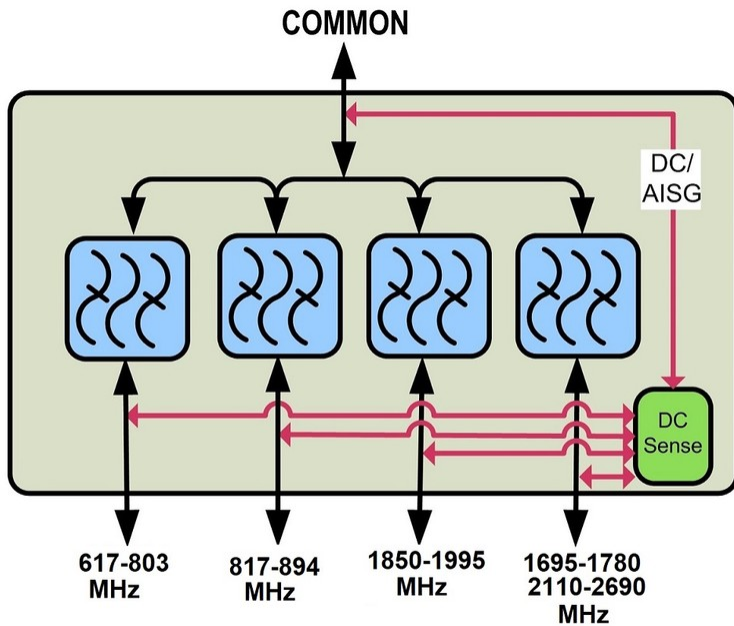 COMMON
DC/
AISG
DC
Sense
617-803
MHz
817-894
MHz
1850-1995
MHz
1695-1780
2110-2690
MHz